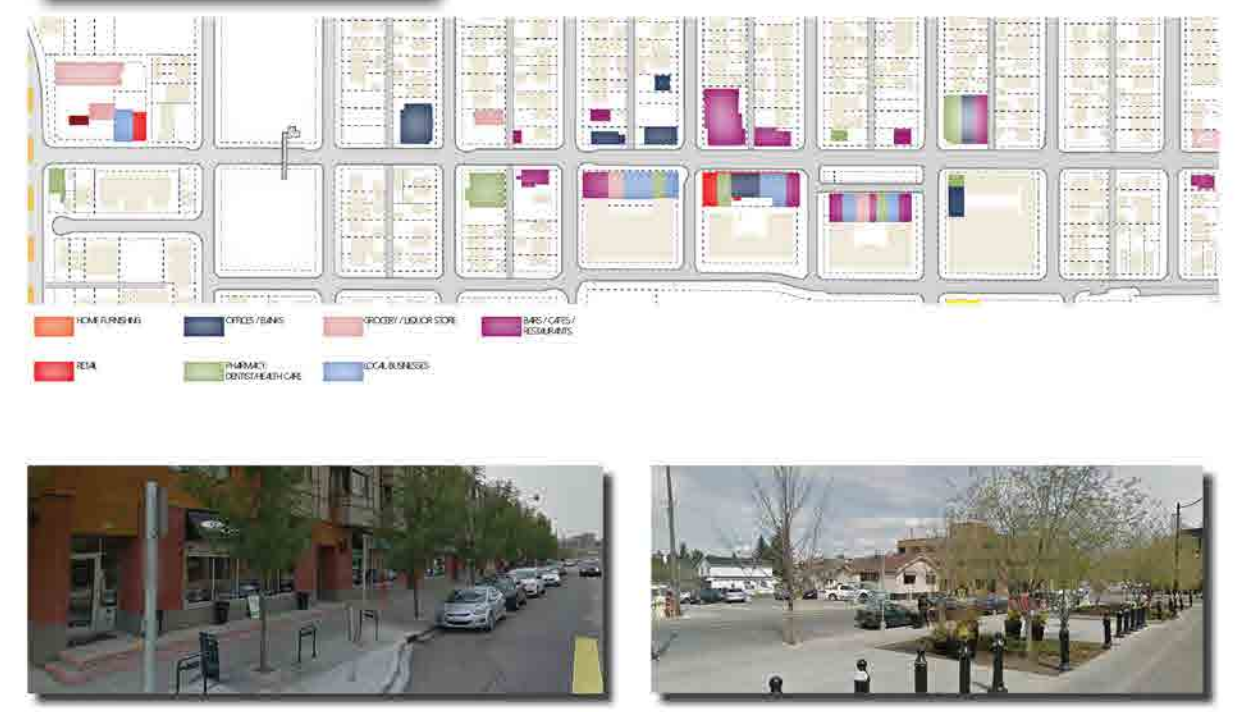 HOME FURNISHING
OFFICES / BANKS
GROCERY / LIQUOR STORE
BARS / CAFES /
RESTAURANTS
RETAIL
PHARMACY
DENTIST/HEALTH CARE
LOCAL BUSINESSES